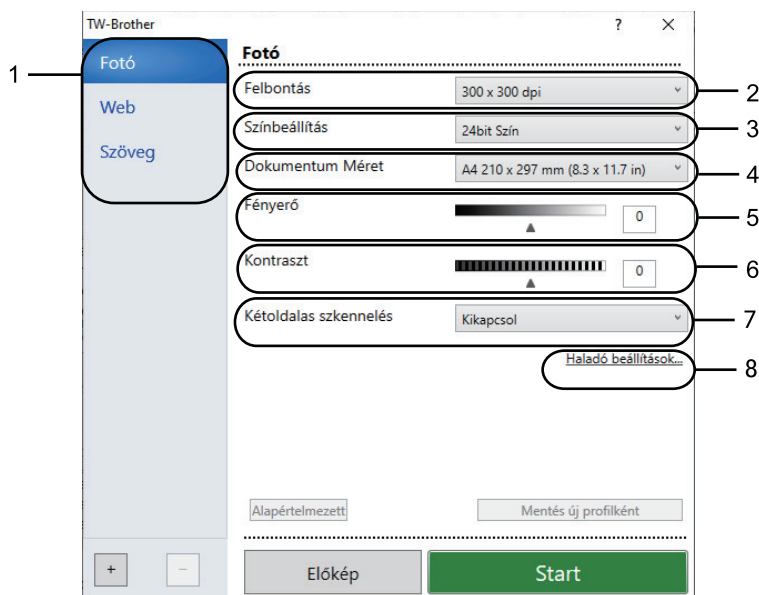 TW-Brother ? ×
1
Fotó
Web
Szöveg
Fotó
Felbontás 300 x 300 dpi 2
Színbeállítás 24bit Szín 3
Dokumentum Méret A4 210 x 297 mm (8.3 x 11.7 in) 4
Fényerő 0 5
Kontraszt 0 6
Kétoldalas szkennelés Kikapcsol 7
Haladó beállítások... 8
Alapértelmezett Mentés új profilként
+ − Előkép Start